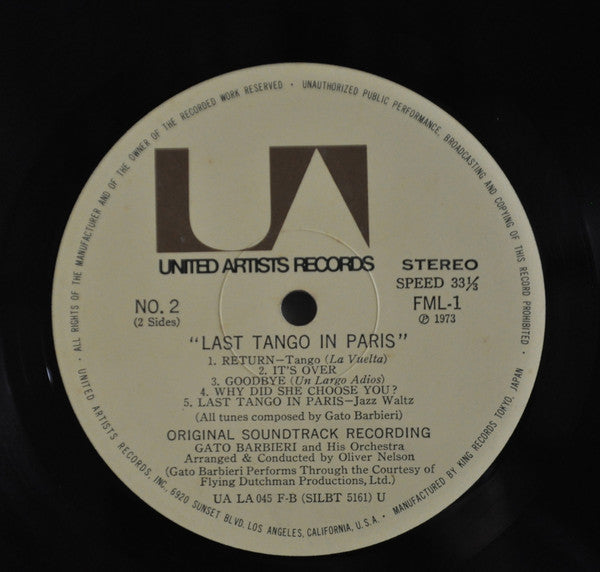 ALL RIGHTS OF THE MANUFACTURER AND OF THE OWNER OF THE RECORDED WORK RESERVED · UNAUTHORIZED PUBLIC PERFORMANCE, BROADCASTING AND COPYING OF THIS RECORD PROHIBITED.
UA
UNITED ARTISTS RECORDS
STEREO
SPEED 33⅓
NO. 2
(2 Sides)
FML-1
℗ 1973
"LAST TANGO IN PARIS"
1. RETURN—Tango (La Vuelta)
2. IT'S OVER
3. GOODBYE (Un Largo Adios)
4. WHY DID SHE CHOOSE YOU?
5. LAST TANGO IN PARIS—Jazz Waltz
(All tunes composed by Gato Barbieri)
ORIGINAL SOUNDTRACK RECORDING
GATO BARBIERI and His Orchestra
Arranged & Conducted by Oliver Nelson
(Gato Barbieri Performs Through the Courtesy of
Flying Dutchman Productions, Ltd.)
UA LA 045 F-B (SILBT 5161) U
UNITED ARTISTS RECORDS, INC., 6920 SUNSET BLVD, LOS ANGELES, CALIFORNIA, U.S.A. · MANUFACTURED BY KING RECORDS TOKYO, JAPAN